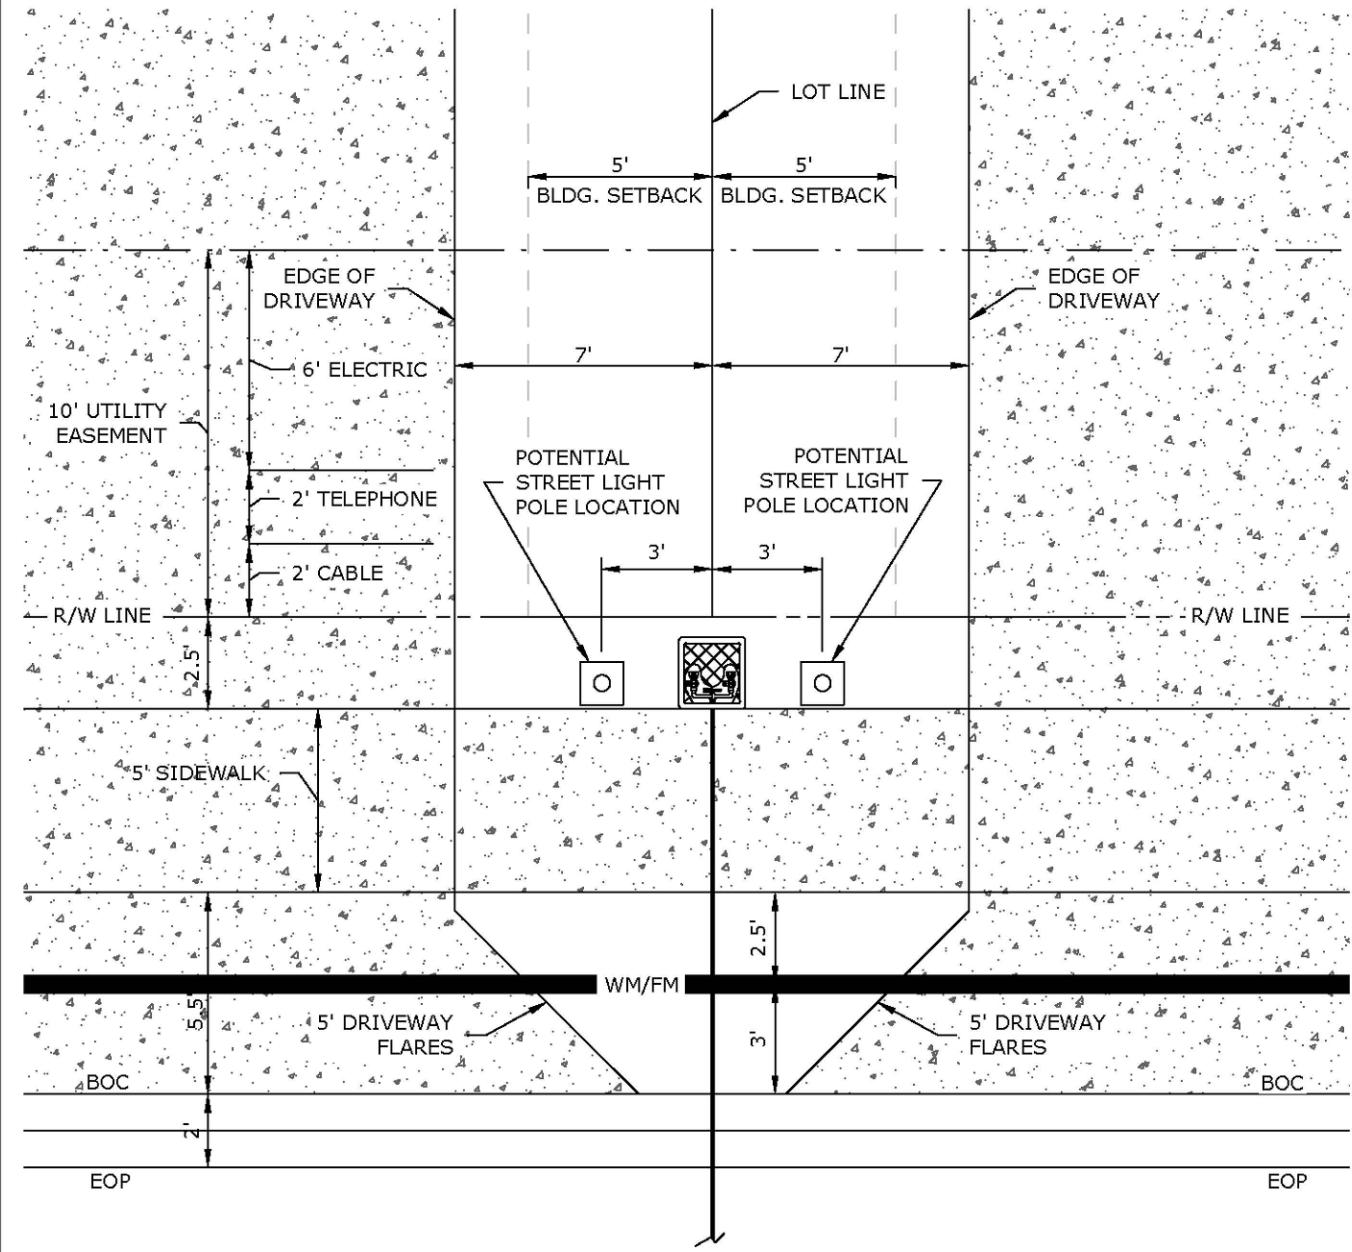 LOT LINE
5'
5'
BLDG. SETBACK
BLDG. SETBACK
EDGE OF
DRIVEWAY
EDGE OF
DRIVEWAY
7'
7'
6' ELECTRIC
10' UTILITY
EASEMENT
POTENTIAL
STREET LIGHT
POLE LOCATION
POTENTIAL
STREET LIGHT
POLE LOCATION
2' TELEPHONE
3'
3'
2' CABLE
R/W LINE
R/W LINE
2.5'
5' SIDEWALK
2.5'
WM/FM
5.5'
5' DRIVEWAY
FLARES
3'
5' DRIVEWAY
FLARES
BOC
BOC
2'
EOP
EOP